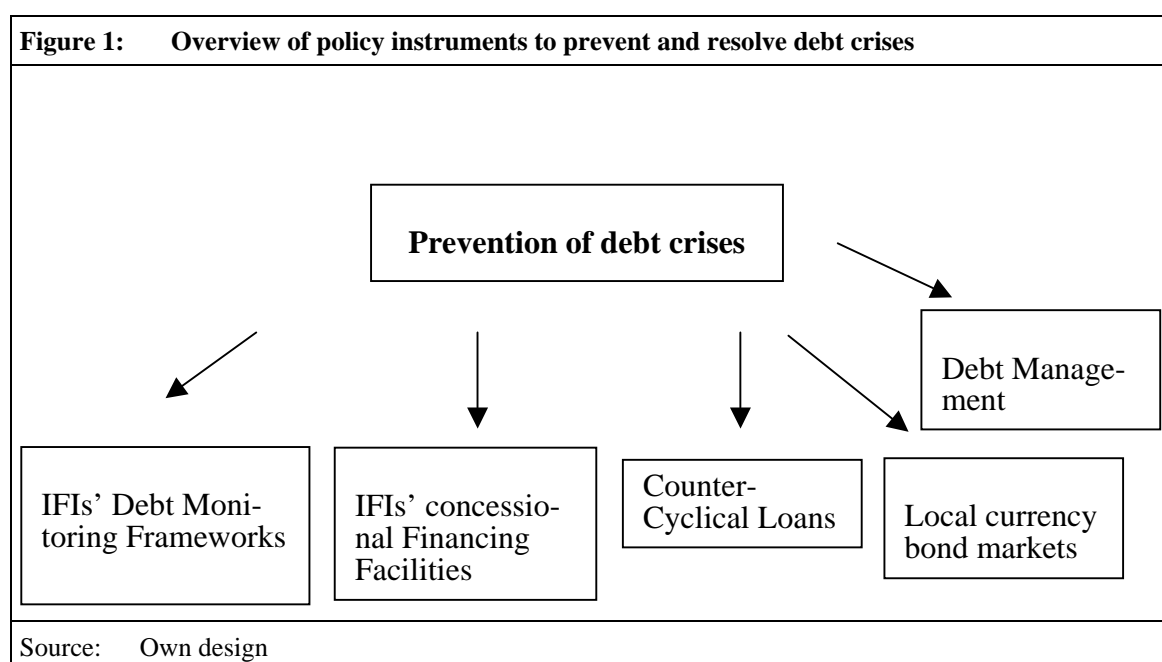 Figure 1: Overview of policy instruments to prevent and resolve debt crises
Prevention of debt crises
Debt Manage-
ment
IFIs’ Debt Moni-
toring Frameworks
IFIs’ concessio-
nal Financing
Facilities
Counter-
Cyclical Loans
Local currency
bond markets
Source: Own design